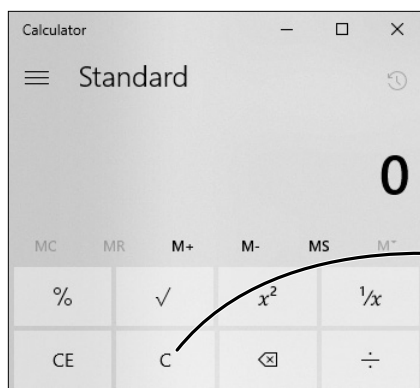 Calculator
Standard
0
MC MR M+ M- MS M˅
% √ x² ¹/x
CE C ÷